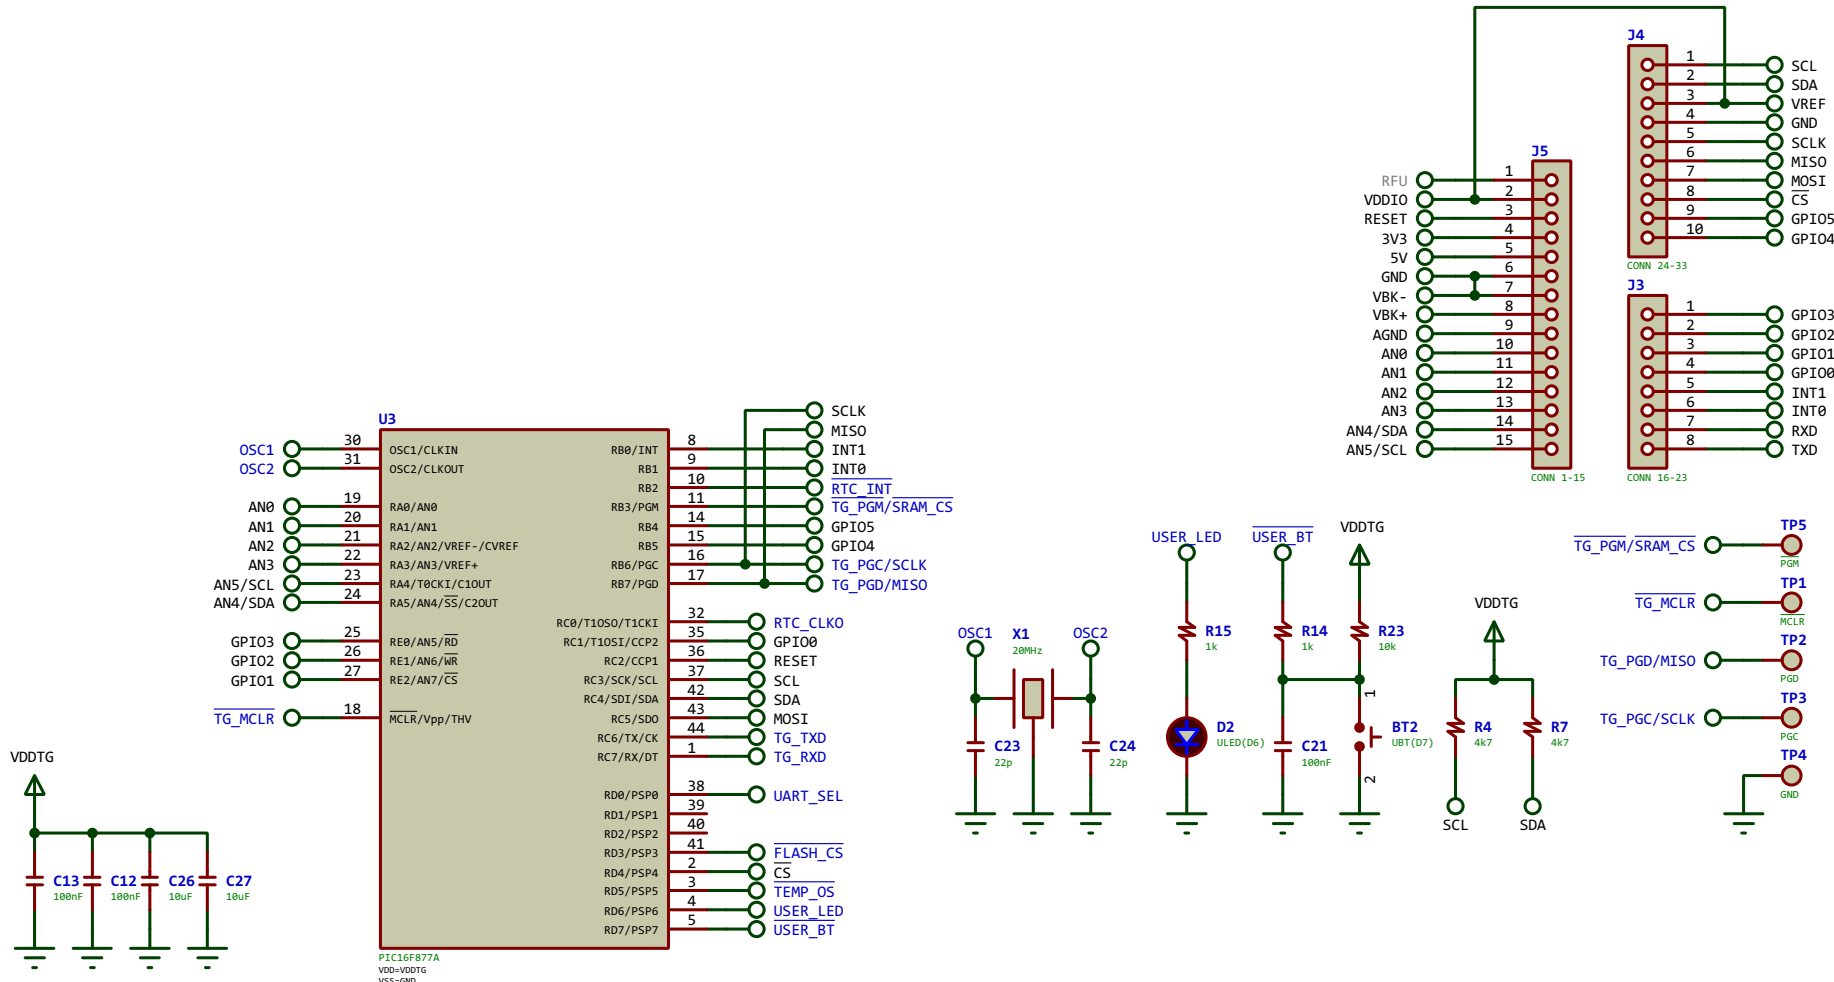 J4
1 SCL
2 SDA
3 VREF
4 GND
5 SCLK
6 MISO
7 MOSI
8 CS
9 GPIO5
10 GPIO4
CONN 24-33
J5
RFU 1
VDDIO 2
RESET 3
3V3 4
5V 5
GND 6
VBK- 7
VBK+ 8
AGND 9
AN0 10
AN1 11
AN2 12
AN3 13
AN4/SDA 14
AN5/SCL 15
CONN 1-15
J3
1 GPIO3
2 GPIO2
3 GPIO1
4 GPIO0
5 INT1
6 INT0
7 RXD
8 TXD
CONN 16-23
U3
OSC1 30 OSC1/CLKIN
OSC2 31 OSC2/CLKOUT
AN0 19 RA0/AN0
AN1 20 RA1/AN1
AN2 21 RA2/AN2/VREF-/CVREF
AN3 22 RA3/AN3/VREF+
AN5/SCL 23 RA4/T0CKI/C1OUT
AN4/SDA 24 RA5/AN4/SS/C2OUT
GPIO3 25 RE0/AN5/RD
GPIO2 26 RE1/AN6/WR
GPIO1 27 RE2/AN7/CS
TG_MCLR 18 MCLR/Vpp/THV
SCLK
MISO
RB0/INT 8 INT1
RB1 9 INT0
RB2 10 RTC_INT
RB3/PGM 11 TG_PGM/SRAM_CS
RB4 14 GPIO5
RB5 15 GPIO4
RB6/PGC 16 TG_PGC/SCLK
RB7/PGD 17 TG_PGD/MISO
RC0/T1OSO/T1CKI 32 RTC_CLKO
RC1/T1OSI/CCP2 35 GPIO0
RC2/CCP1 36 RESET
RC3/SCK/SCL 37 SCL
RC4/SDI/SDA 42 SDA
RC5/SDO 43 MOSI
RC6/TX/CK 44 TG_TXD
RC7/RX/DT 1 TG_RXD
RD0/PSP0 38 UART_SEL
RD1/PSP1 39
RD2/PSP2 40
RD3/PSP3 41 FLASH_CS
RD4/PSP4 2 CS
RD5/PSP5 3 TEMP_OS
RD6/PSP6 4 USER_LED
RD7/PSP7 5 USER_BT
PIC16F877A
VDD=VDDTG
VSS=GND
VDDTG
C13 C12 C26 C27
100nF 100nF 10uF 10uF
OSC1 X1 OSC2
20MHz
C23 C24
22p 22p
USER_LED
R15
1k
D2
ULED(D6)
USER_BT VDDTG
R14 R23
1k 10k
1
C21 BT2
100nF UBT(D7)
2
VDDTG
R4 R7
4k7 4k7
SCL SDA
TP5
TG_PGM/SRAM_CS
PGM
TP1
TG_MCLR
MCLR
TP2
TG_PGD/MISO
PGD
TP3
TG_PGC/SCLK
PGC
TP4
GND